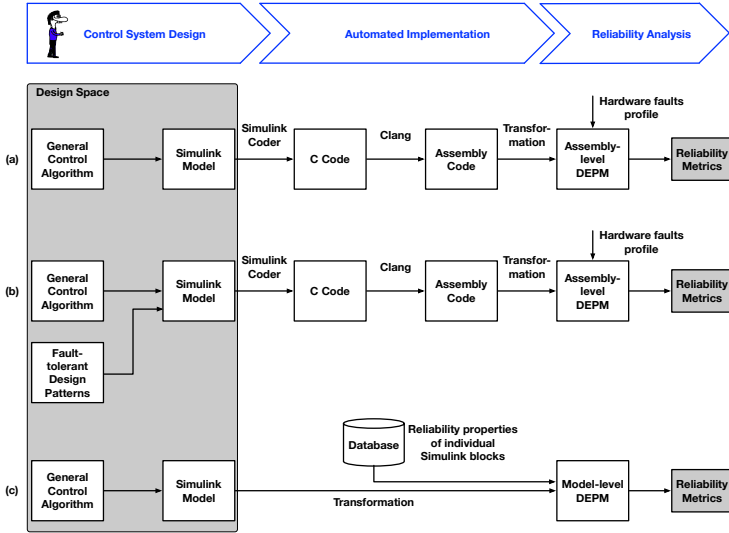 Control System Design
Automated Implementation
Reliability Analysis
Design Space
(a)
General
Control
Algorithm
Simulink
Model
Simulink
Coder
C Code
Clang
Assembly
Code
Transfor-
mation
Hardware faults
profile
Assembly-
level
DEPM
Reliability
Metrics
(b)
General
Control
Algorithm
Fault-
tolerant
Design
Patterns
Simulink
Model
Simulink
Coder
C Code
Clang
Assembly
Code
Transfor-
mation
Hardware faults
profile
Assembly-
level
DEPM
Reliability
Metrics
(c)
General
Control
Algorithm
Simulink
Model
Transformation
Database
Reliability properties
of individual
Simulink blocks
Model-level
DEPM
Reliability
Metrics